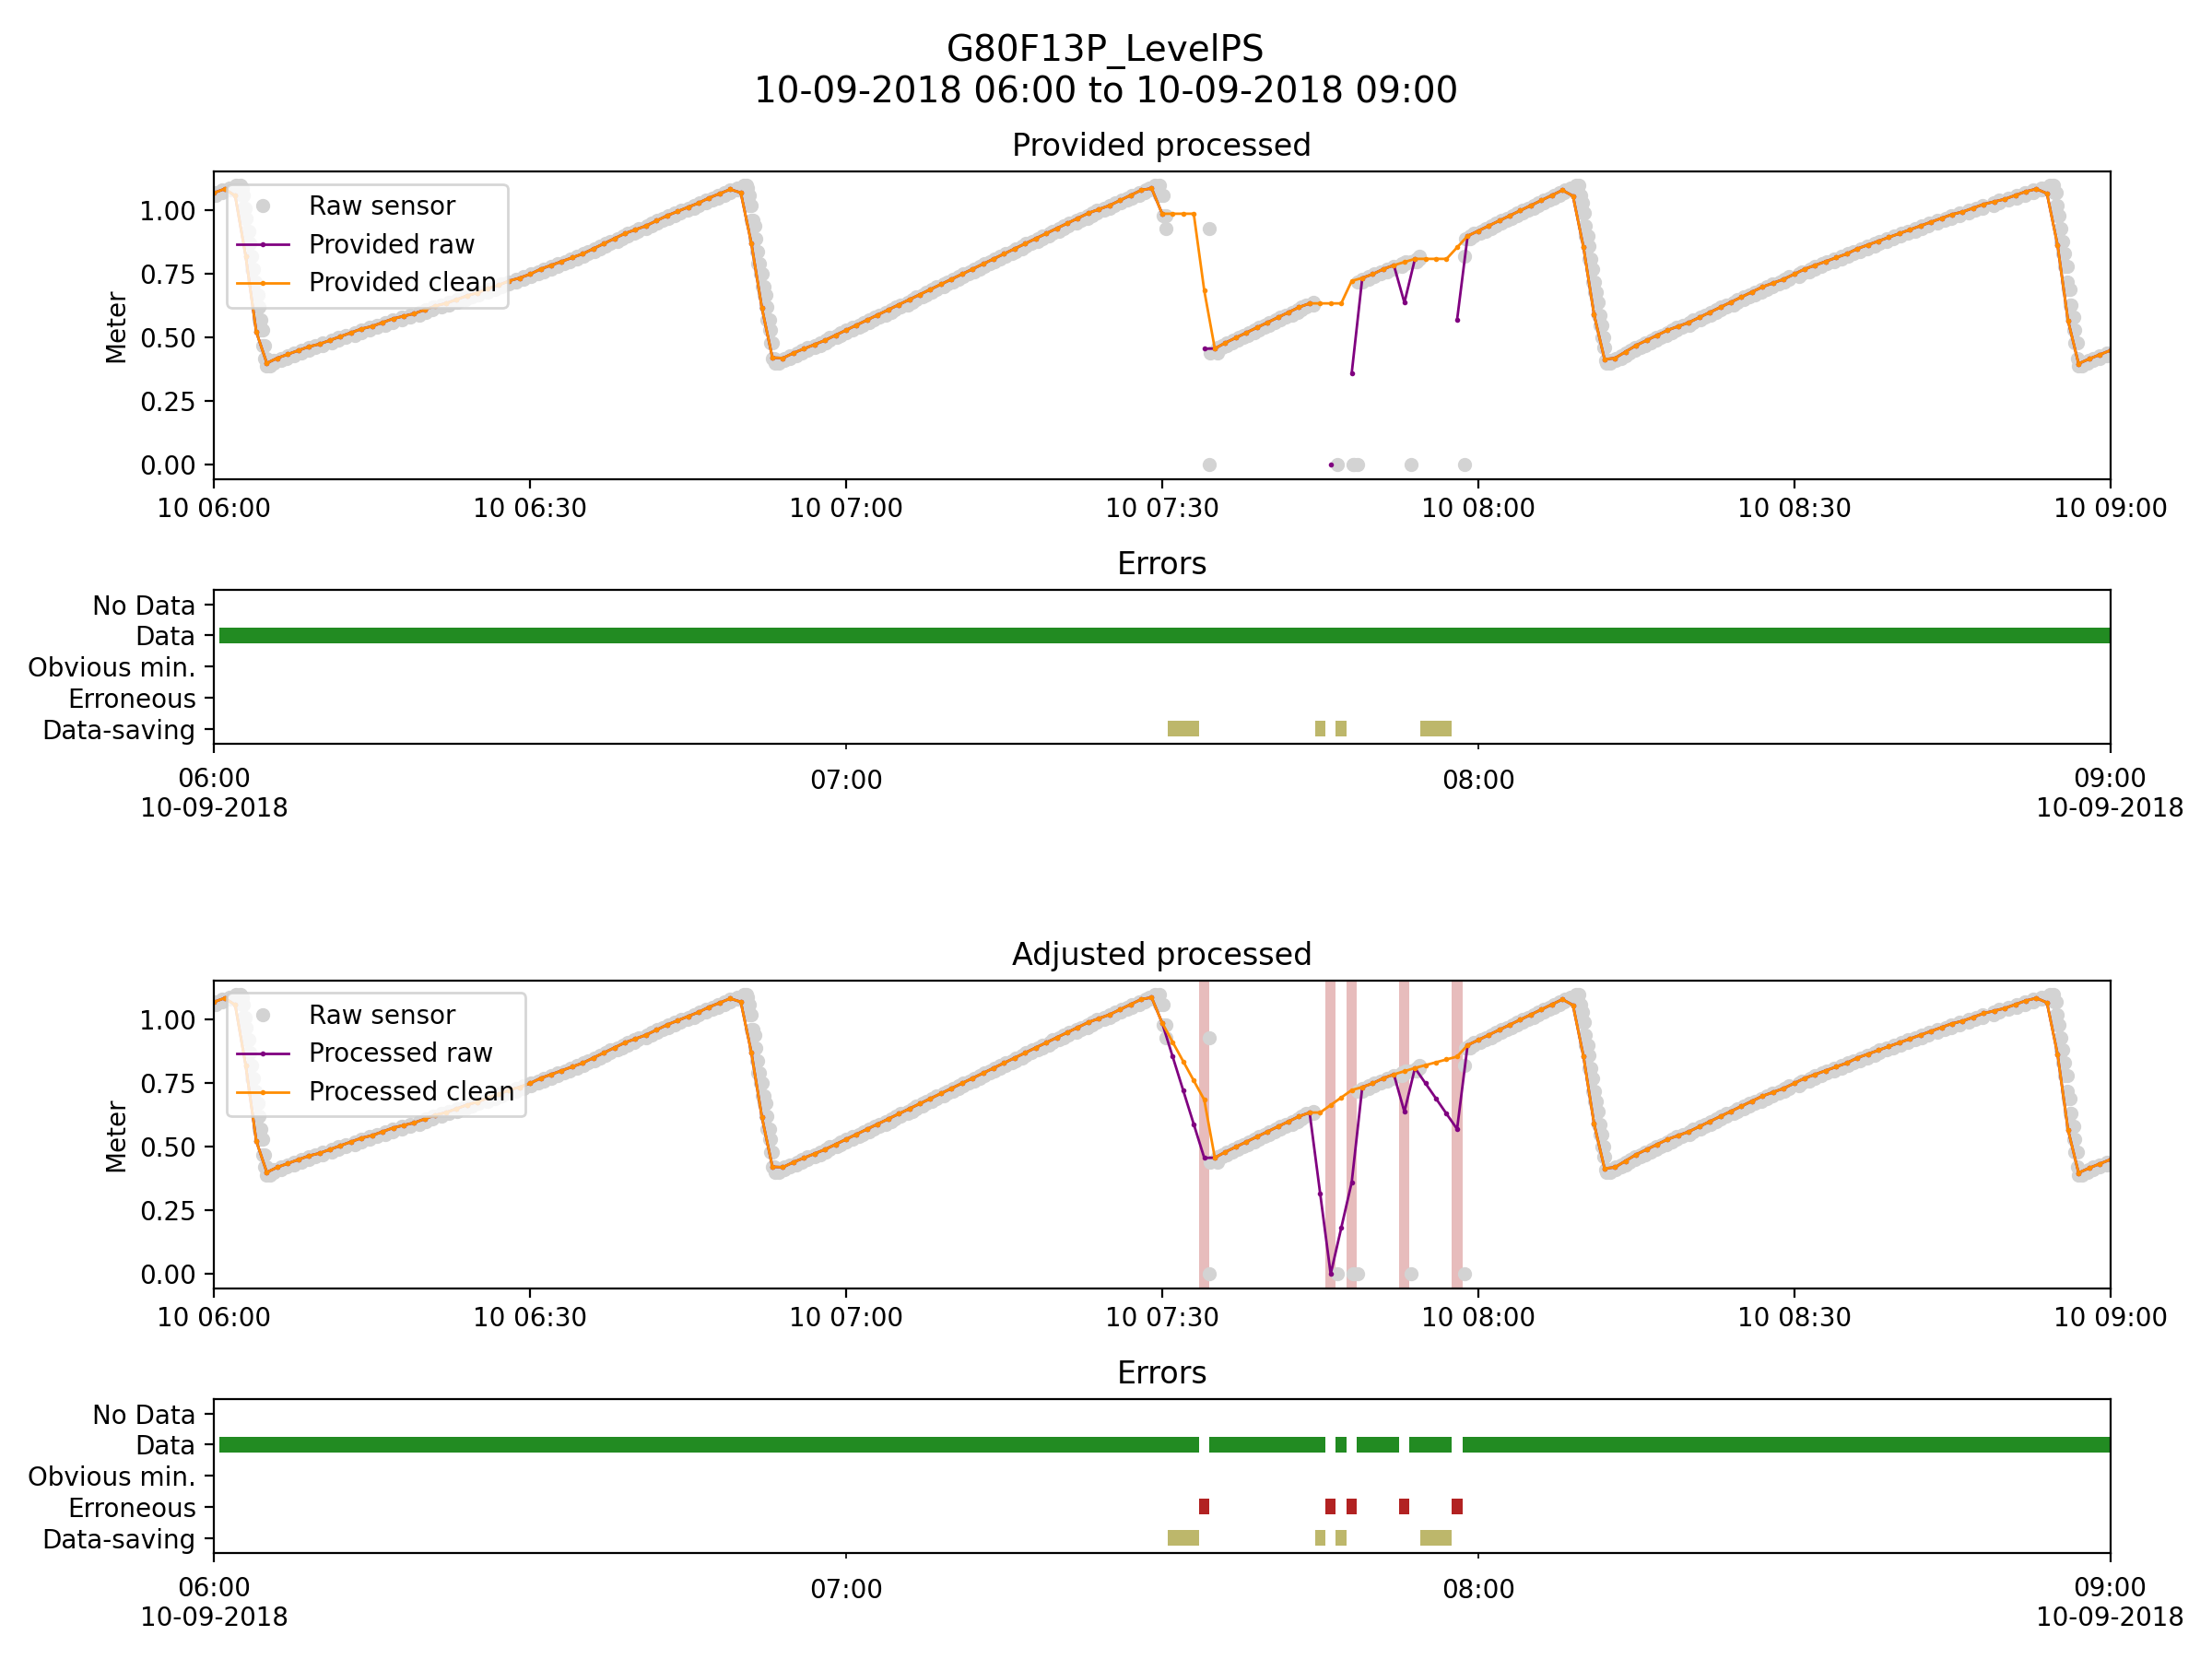 G80F13P_LevelPS
10-09-2018 06:00 to 10-09-2018 09:00
Provided processed
Meter
1.00
0.75
0.50
0.25
0.00
Raw sensor
Provided raw
Provided clean
10 06:00 10 06:30 10 07:00 10 07:30 10 08:00 10 08:30 10 09:00
Errors
No Data
Data
Obvious min.
Erroneous
Data-saving
06:00 07:00 08:00 09:00
10-09-2018 10-09-2018
Adjusted processed
Meter
1.00
0.75
0.50
0.25
0.00
Raw sensor
Processed raw
Processed clean
10 06:00 10 06:30 10 07:00 10 07:30 10 08:00 10 08:30 10 09:00
Errors
No Data
Data
Obvious min.
Erroneous
Data-saving
06:00 07:00 08:00 09:00
10-09-2018 10-09-2018